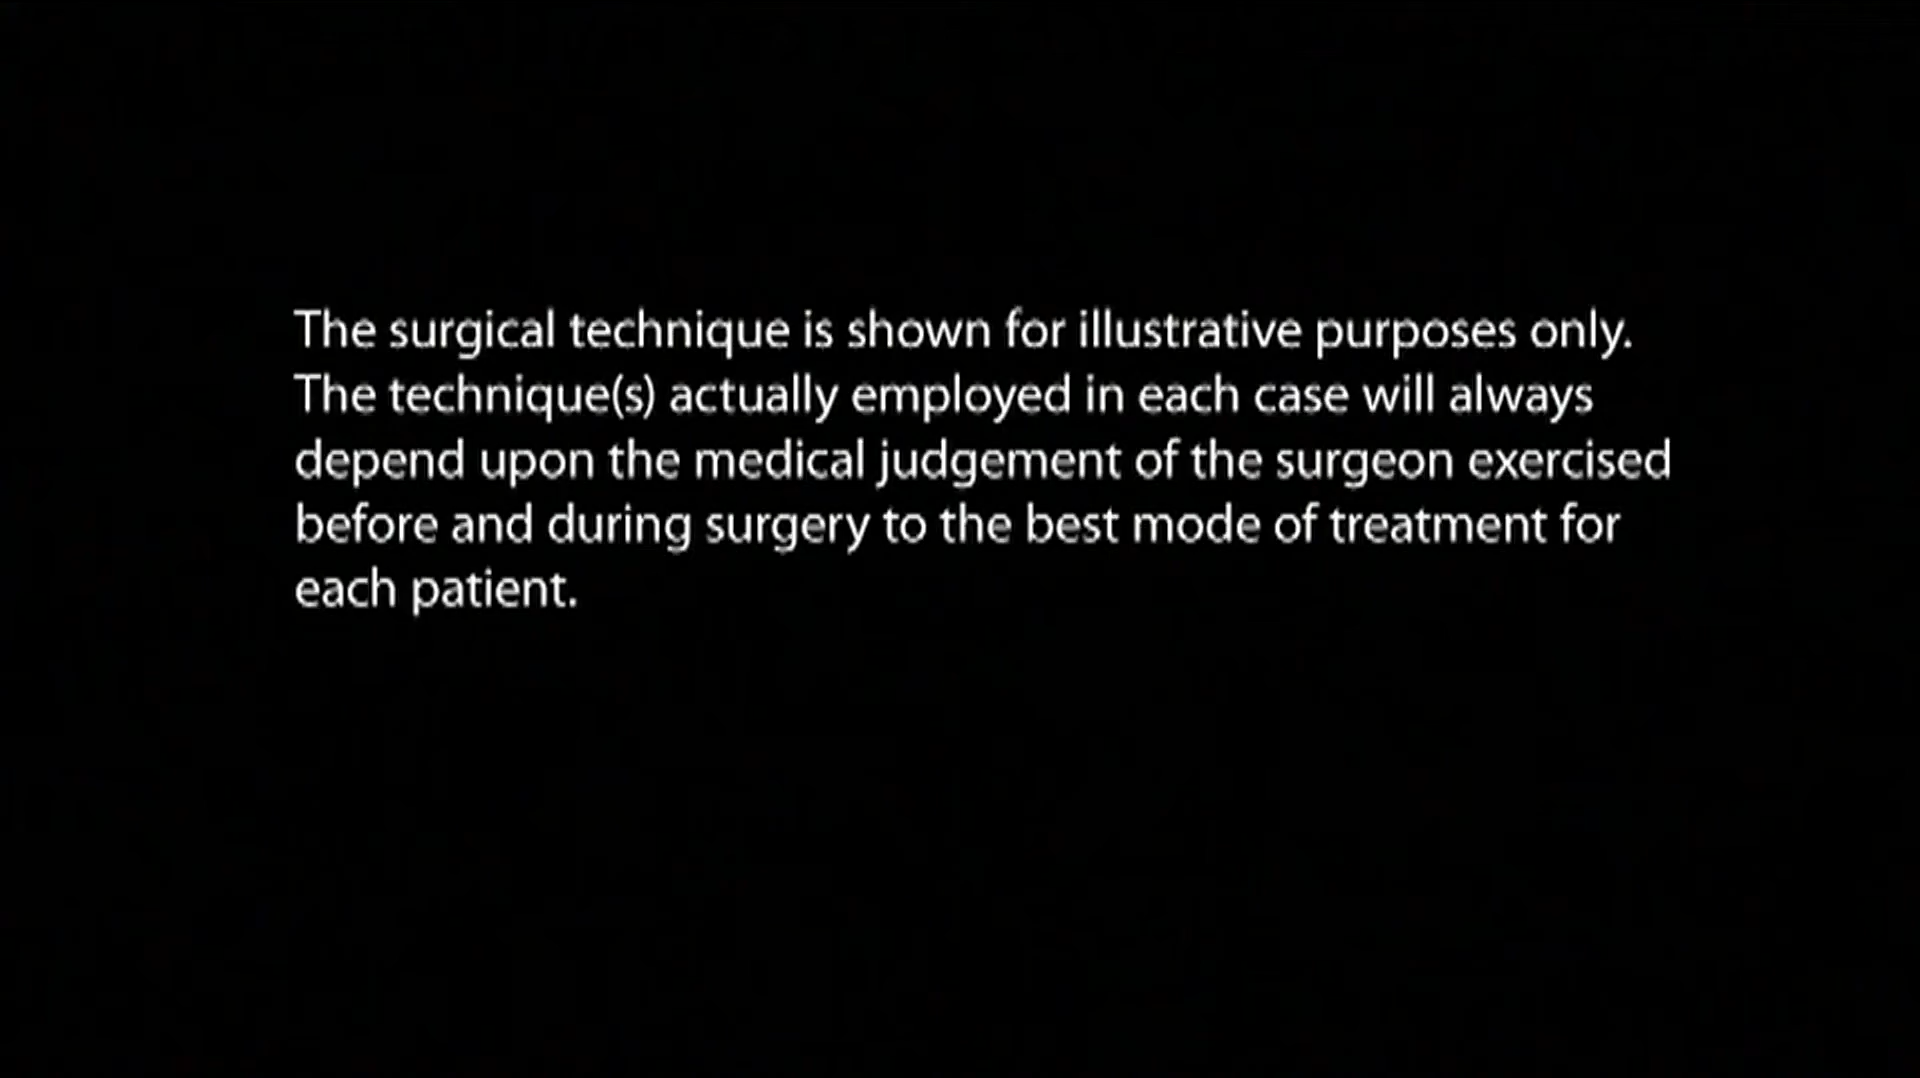 The surgical technique is shown for illustrative purposes only.
The technique(s) actually employed in each case will always
depend upon the medical judgement of the surgeon exercised
before and during surgery to the best mode of treatment for
each patient.